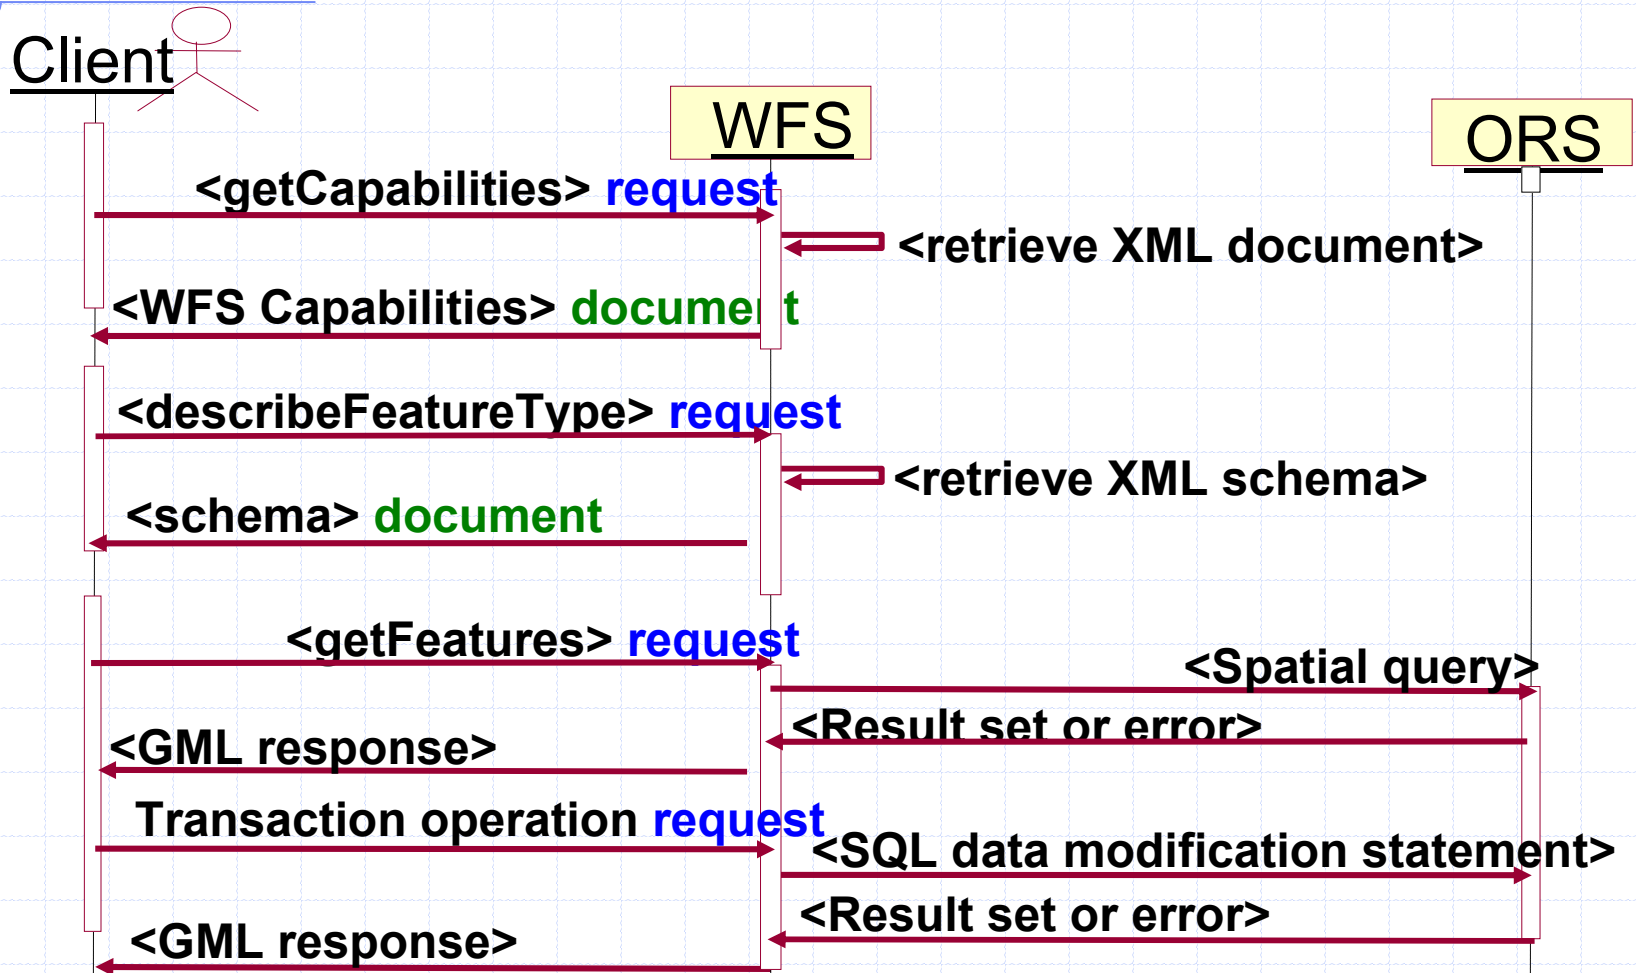 Client
WFS
ORS
<getCapabilities> request
<retrieve XML document>
<WFS Capabilities> document
<describeFeatureType> request
<retrieve XML schema>
<schema> document
<getFeatures> request
<Spatial query>
<Result set or error>
<GML response>
Transaction operation request
<SQL data modification statement>
<Result set or error>
<GML response>